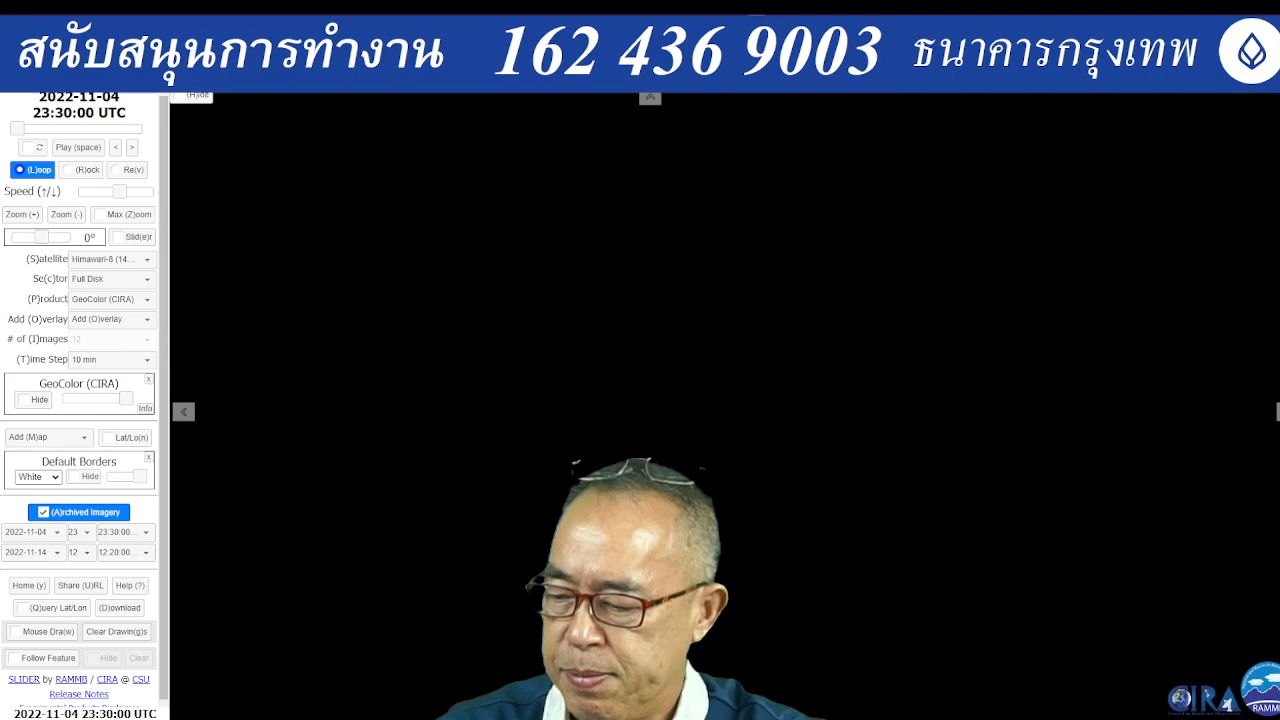 สนับสนุนการทำงาน 162 436 9003 ธนาคารกรุงเทพ
2022-11-04
23:30:00 UTC
(H)ide
Play (space) < >
(L)oop (R)ock Re(v)
Speed (↑/↓)
Zoom (+) Zoom (-) Max (Z)oom
0° Slid(e)r
(S)atellite Himawari-8 (14...
Se(c)tor Full Disk
(P)roduct GeoColor (CIRA)
Add (O)verlay Add (O)verlay
# of (I)mages 12
(T)ime Step 10 min
GeoColor (CIRA) x
Hide
Info
Add (M)ap Lat/Lo(n)
Default Borders x
White Hide
(A)rchived Imagery
2022-11-04 23 23:30:00...
2022-11-14 12 12:20:00...
Home (y) Share (U)RL Help (?)
(Q)uery Lat/Lon (D)ownload
Mouse Dra(w) Clear Drawin(g)s
Follow Feature Hide Clear
SLIDER by RAMMB / CIRA @ CSU
Release Notes
2022-11-04 23:30:00 UTC
CIRA
RAMMB